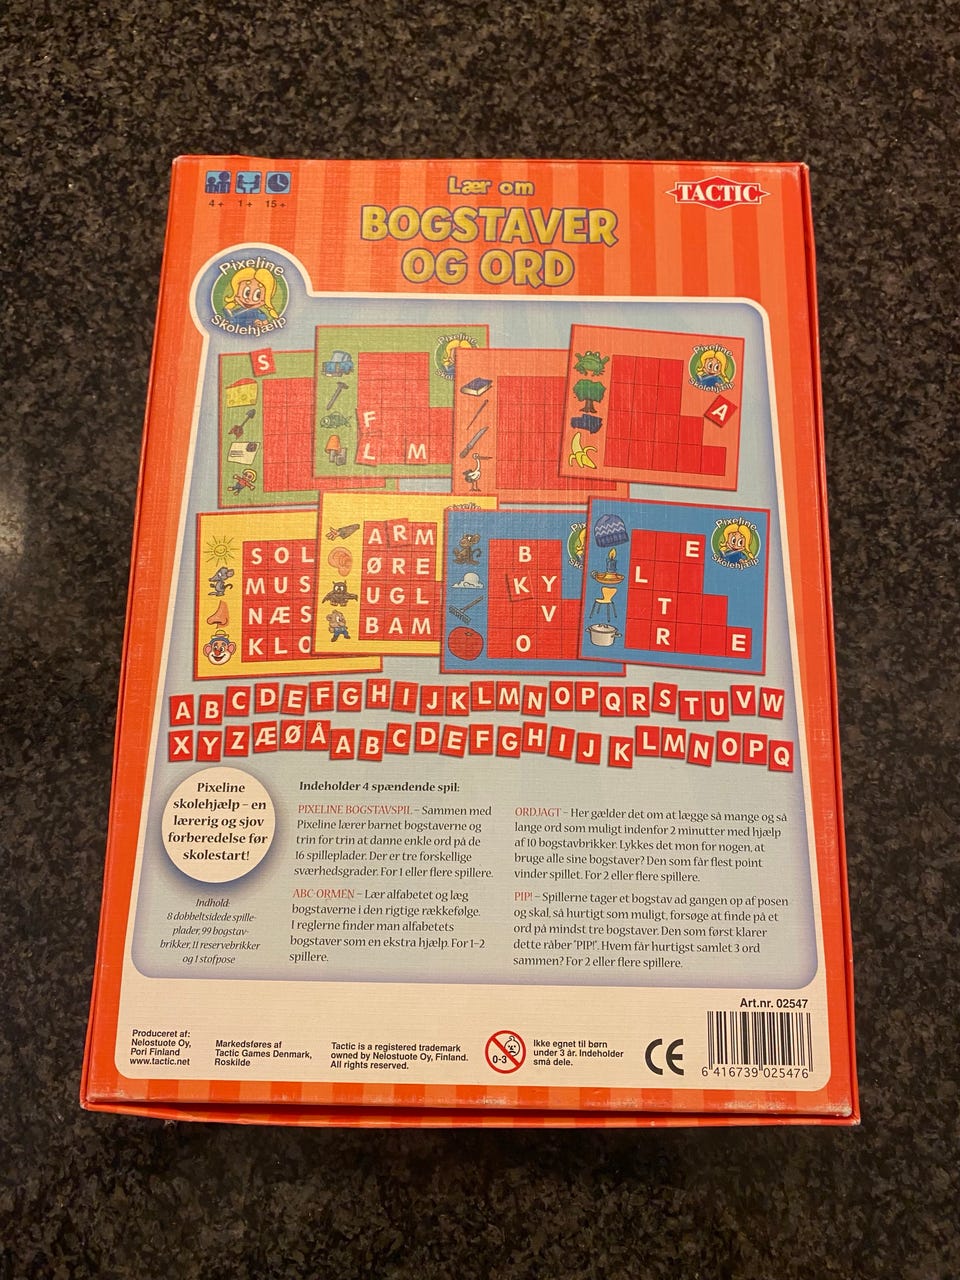 4+ 1+ 15+
Lær om
BOGSTAVER
OG ORD
TACTIC
Pixeline
Skolehjælp
S
F
L M
Pixeline
Skolehjælp
A
SOL
MUS
NÆS
KLO
ARM
ØRE
UGL
BAM
B
KY
V
O
E
L
T
R E
Pixeline
Skolehjælp
ABCDEFGHIJKLMNOPQRSTUVW
XYZÆØÅABCDEFGHIJKLMNOPQ
Pixeline
skolehjælp – en
lærerig og sjov
forberedelse før
skolestart!
Indhold:
8 dobbeltsidede spille-
plader, 99 bogstav-
brikker, 11 reservebrikker
og 1 stofpose
Indeholder 4 spændende spil:
PIXELINE BOGSTAVSPIL – Sammen med
Pixeline lærer barnet bogstaverne og
trin for trin at danne enkle ord på de
16 spilleplader. Der er tre forskellige
sværhedsgrader. For 1 eller flere spillere.
ABC-ORMEN – Lær alfabetet og læg
bogstaverne i den rigtige rækkefølge.
I reglerne finder man alfabetets
bogstaver som en ekstra hjælp. For 1–2
spillere.
ORDJAGT – Her gælder det om at lægge så mange og så
lange ord som muligt indenfor 2 minutter med hjælp
af 10 bogstavbrikker. Lykkes det mon for nogen, at
bruge alle sine bogstaver? Den som får flest point
vinder spillet. For 2 eller flere spillere.
PIP! – Spillerne tager et bogstav ad gangen op af posen
og skal, så hurtigt som muligt, forsøge at finde på et
ord på mindst tre bogstaver. Den som først klarer
dette råber "PIP!". Hvem får hurtigst samlet 3 ord
sammen? For 2 eller flere spillere.
Art.nr. 02547
Produceret af:
Nelostuote Oy,
Pori Finland
www.tactic.net
Markedsføres af
Tactic Games Denmark,
Roskilde
Tactic is a registered trademark
owned by Nelostuote Oy, Finland.
All rights reserved.
0-3
Ikke egnet til børn
under 3 år. Indeholder
små dele.
CE
6 416739 025476